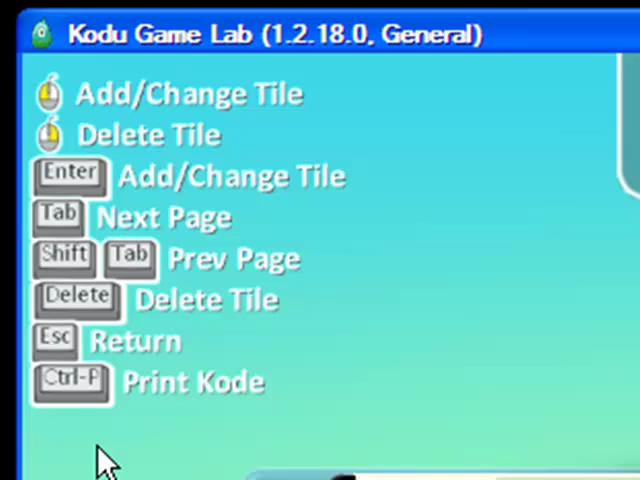 Kodu Game Lab (1.2.18.0, General)
Add/Change Tile
Delete Tile
Enter Add/Change Tile
Tab Next Page
Shift Tab Prev Page
Delete Delete Tile
Esc Return
Ctrl-P Print Kode